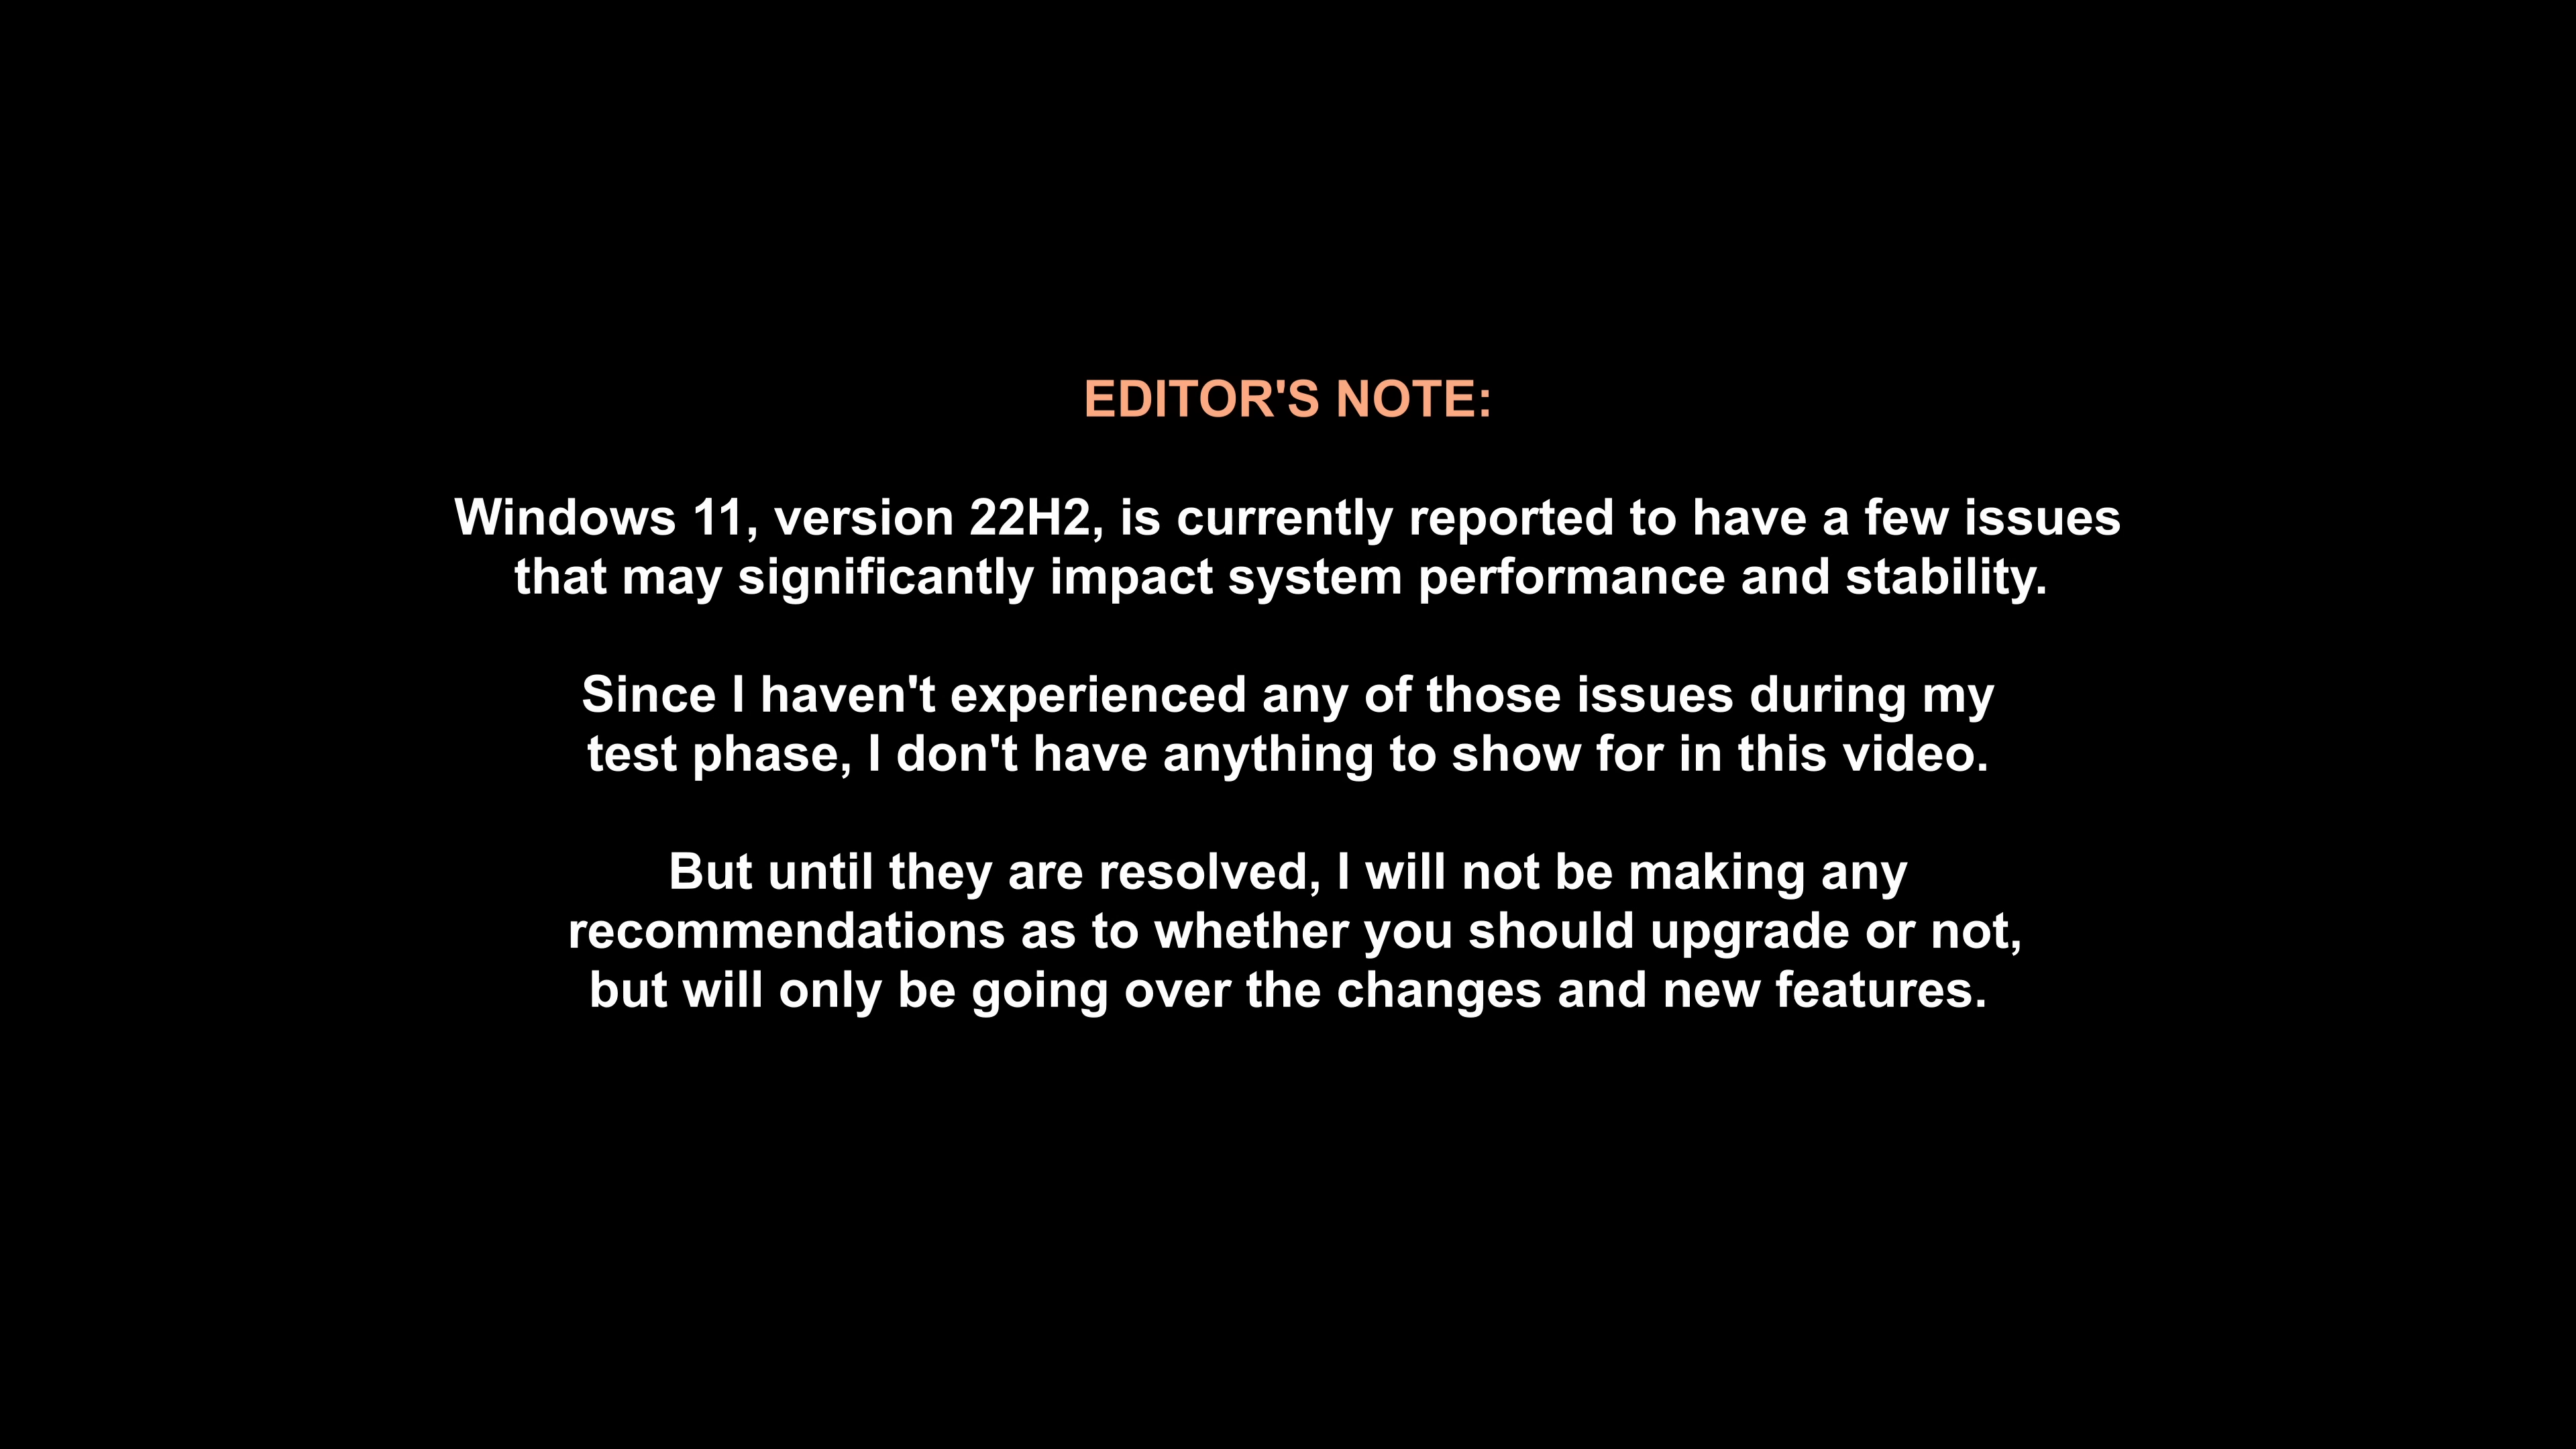 EDITOR'S NOTE:
Windows 11, version 22H2, is currently reported to have a few issues
that may significantly impact system performance and stability.
Since I haven't experienced any of those issues during my
test phase, I don't have anything to show for in this video.
But until they are resolved, I will not be making any
recommendations as to whether you should upgrade or not,
but will only be going over the changes and new features.